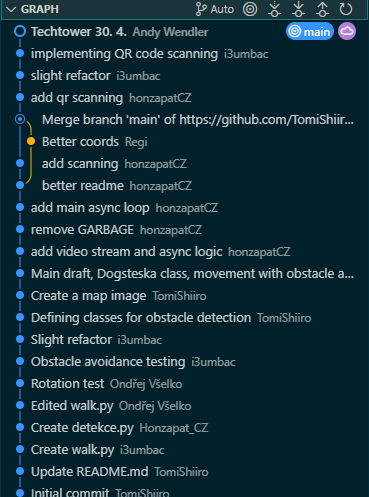 GRAPH Auto
Techtower 30. 4. Andy Wendler main
implementing QR code scanning i3umbac
slight refactor i3umbac
add qr scanning honzapatCZ
Merge branch 'main' of https://github.com/TomiShiir...
Better coords Regi
add scanning honzapatCZ
better readme honzapatCZ
add main async loop honzapatCZ
remove GARBAGE honzapatCZ
add video stream and async logic honzapatCZ
Main draft, Dogsteska class, movement with obstacle a...
Create a map image TomiShiiro
Defining classes for obstacle detection TomiShiiro
Slight refactor i3umbac
Obstacle avoidance testing i3umbac
Rotation test Ondřej Všelko
Edited walk.py Ondřej Všelko
Create detekce.py Honzapat_CZ
Create walk.py i3umbac
Update README.md TomiShiiro
Initial commit TomiShiiro